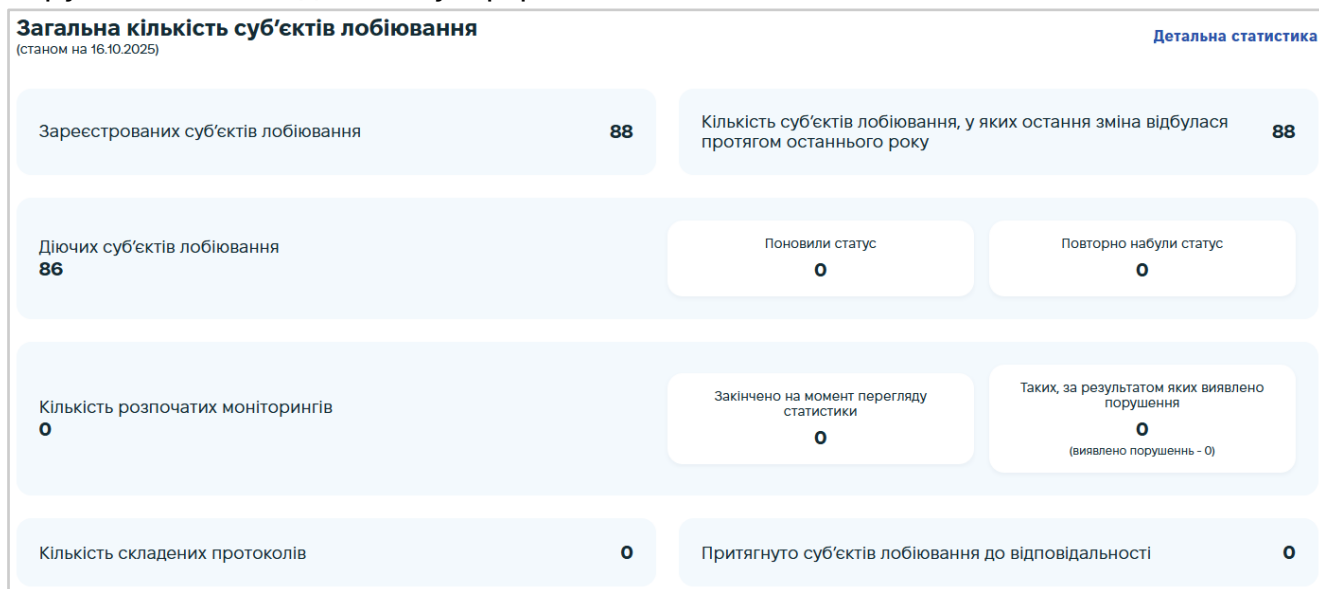 Загальна кількість суб’єктів лобіювання
(станом на 16.10.2025)
Детальна статистика
Зареєстрованих суб’єктів лобіювання 88
Кількість суб’єктів лобіювання, у яких остання зміна відбулася
протягом останнього року
88
Діючих суб’єктів лобіювання
86
Поновили статус
0
Повторно набули статус
0
Кількість розпочатих моніторингів
0
Закінчено на момент перегляду
статистики
0
Таких, за результатом яких виявлено
порушення
0
(виявлено порушеннь - 0)
Кількість складених протоколів 0
Притягнуто суб’єктів лобіювання до відповідальності 0